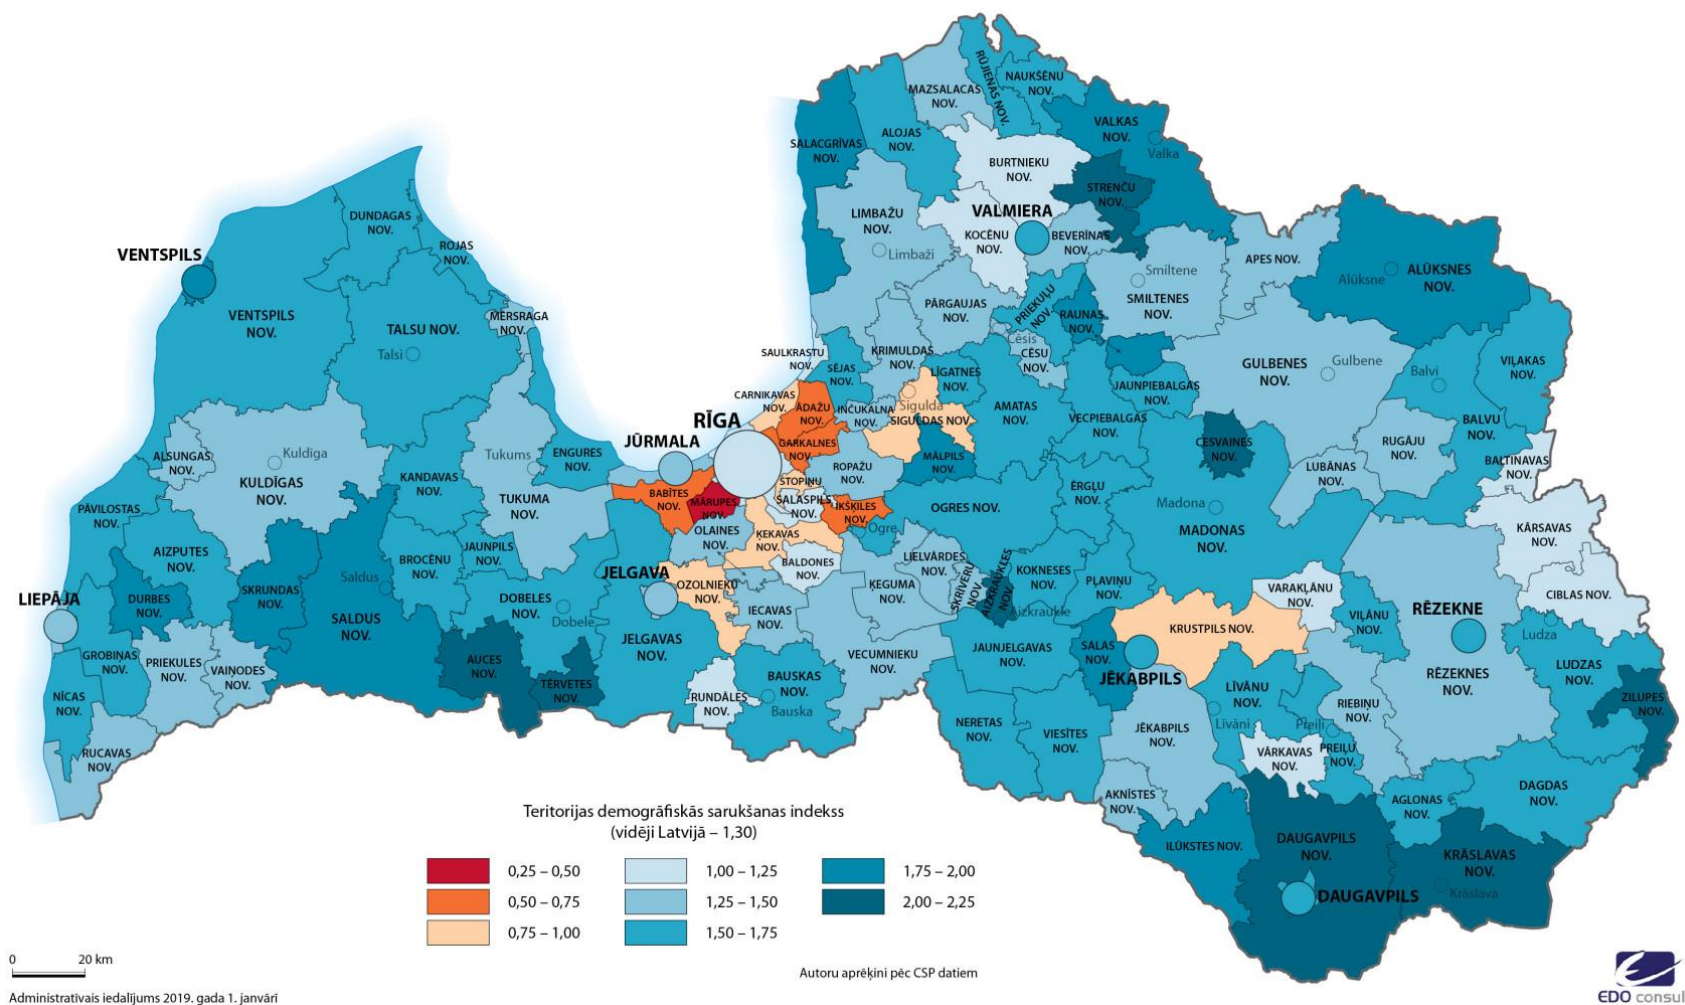 RŪJIENAS NOV.
NAUKŠĒNU
NOV.
MAZSALACAS
NOV.
VALKAS
NOV.
Valka
ALOJAS
NOV.
SALACGRĪVAS
NOV.
BURTNIEKU
NOV.
STRENČU
NOV.
DUNDAGAS
NOV.
LIMBAŽU
NOV.
VALMIERA
KOCĒNU
NOV.
BEVERĪNAS
NOV.
ROJAS
NOV.
VENTSPILS
Limbaži
APES NOV.
Smiltene
Alūksne
ALŪKSNES
NOV.
SMILTENES
NOV.
VENTSPILS
NOV.
TALSU NOV.
Talsi
MĒRSRAGA
NOV.
PĀRGAUJAS
NOV.
PRIEKUĻU
NOV.
RAUNAS
NOV.
Cēsis
CĒSU
NOV.
SAULKRASTU
NOV.
KRIMULDAS
NOV.
SĒJAS
NOV.
LĪGATNES
NOV.
GULBENES
NOV.
Gulbene
Balvi
VIĻAKAS
NOV.
JAUNPIEBALGAS
NOV.
CARNIKAVAS
NOV.
ĀDAŽU
NOV.
INČUKALNA
NOV.
Sigulda
SIGULDAS NOV.
AMATAS
NOV.
VECPIEBALGAS
NOV.
BALVU
NOV.
RĪGA
JŪRMALA
GARKALNES
NOV.
CESVAINES
NOV.
RUGĀJU
NOV.
ALSUNGAS
NOV.
Kuldīga
KULDĪGAS
NOV.
Tukums
ENGURES
NOV.
MĀLPILS
NOV.
ROPAŽU
NOV.
LUBĀNAS
NOV.
BALTINAVAS
NOV.
KANDAVAS
NOV.
TUKUMA
NOV.
BABĪTES
NOV.
MĀRUPES
NOV.
STOPIŅU
SALASPILS
NOV.
IKŠĶILES
NOV.
Ogre
OGRES NOV.
ĒRGĻU
NOV.
Madona
MADONAS
NOV.
KĀRSAVAS
NOV.
PĀVILOSTAS
NOV.
AIZPUTES
NOV.
BROCĒNU
NOV.
JAUNPILS
NOV.
OLAINES
NOV.
ĶEKAVAS
NOV.
BALDONES
NOV.
LIELVĀRDES
NOV.
ĶEGUMA
NOV.
SKRĪVERU
NOV.
AIZKRAUKLES
NOV.
Aizkraukle
KOKNESES
NOV.
PĻAVIŅU
NOV.
VARAKĻĀNU
NOV.
VIĻĀNU
NOV.
CIBLAS NOV.
LIEPĀJA
DURBES
NOV.
SKRUNDAS
NOV.
Saldus
SALDUS
NOV.
DOBELES
NOV.
Dobele
JELGAVA
OZOLNIEKU
NOV.
IECAVAS
NOV.
JELGAVAS
NOV.
KRUSTPILS NOV.
RĒZEKNE
Ludza
GROBIŅAS
NOV.
PRIEKULES
NOV.
VAIŅODES
NOV.
AUCES
NOV.
TĒRVETES
NOV.
RUNDĀLES
NOV.
BAUSKAS
NOV.
Bauska
VECUMNIEKU
NOV.
JAUNJELGAVAS
NOV.
SALAS
NOV.
JĒKABPILS
RĒZEKNES
NOV.
LUDZAS
NOV.
NĪCAS
NOV.
LĪVĀNU
NOV.
Līvāni
RIEBIŅU
NOV.
ZILUPES
NOV.
NERETAS
NOV.
VIESĪTES
NOV.
JĒKABPILS
NOV.
Preiļi
PREIĻU
NOV.
VĀRKAVAS
NOV.
RUCAVAS
NOV.
AKNĪSTES
NOV.
AGLONAS
NOV.
DAGDAS
NOV.
ILŪKSTES NOV.
DAUGAVPILS
NOV.
KRĀSLAVAS
NOV.
Krāslava
DAUGAVPILS
Teritorijas demogrāfiskās sarukšanas indekss
(vidēji Latvijā – 1,30)
0,25 – 0,50
1,00 – 1,25
1,75 – 2,00
0,50 – 0,75
1,25 – 1,50
2,00 – 2,25
0,75 – 1,00
1,50 – 1,75
0 20 km
Autoru aprēķini pēc CSP datiem
Administratīvais iedalījums 2019. gada 1. janvārī
EDO consul